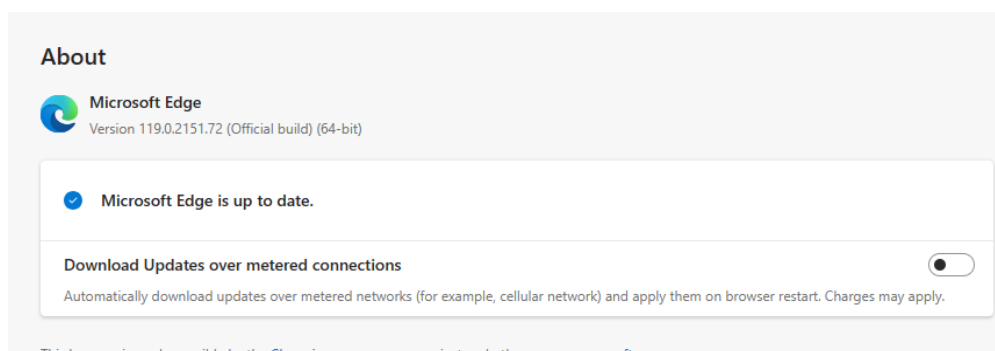 About
Microsoft Edge
Version 119.0.2151.72 (Official build) (64-bit)
Microsoft Edge is up to date.
Download Updates over metered connections
Automatically download updates over metered networks (for example, cellular network) and apply them on browser restart. Charges may apply.